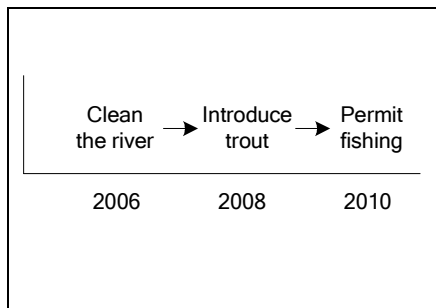 Clean
the river
Introduce
trout
Permit
fishing
2006
2008
2010